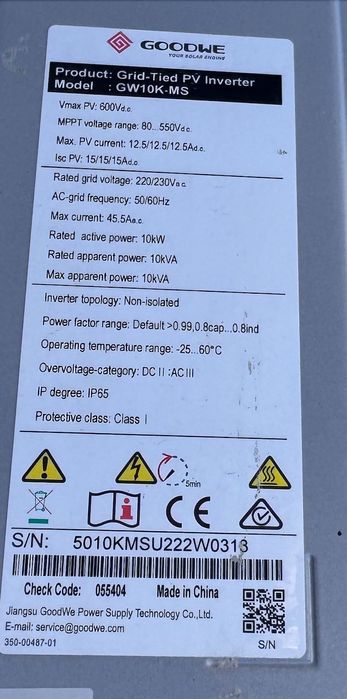 GOODWE
YOUR SOLAR ENGINE
Product: Grid-Tied PV Inverter
Model : GW10K-MS
Vmax PV: 600Vd.c.
MPPT voltage range: 80...550Vd.c.
Max. PV current: 12.5/12.5/12.5Ad.c.
Isc PV: 15/15/15Ad.c.
Rated grid voltage: 220/230Va.c.
AC-grid frequency: 50/60Hz
Max current: 45.5Aa.c.
Rated active power: 10kW
Rated apparent power: 10kVA
Max apparent power: 10kVA
Inverter topology: Non-isolated
Power factor range: Default >0.99,0.8cap...0.8ind
Operating temperature range: -25...60°C
Overvoltage-category: DC II :AC III
IP degree: IP65
Protective class: Class I
5min
CE
S/N: 5010KMSU222W0313
Check Code: 055404 Made in China
Jiangsu GoodWe Power Supply Technology Co.,Ltd.
E-mail: service@goodwe.com
350-00487-01 S/N